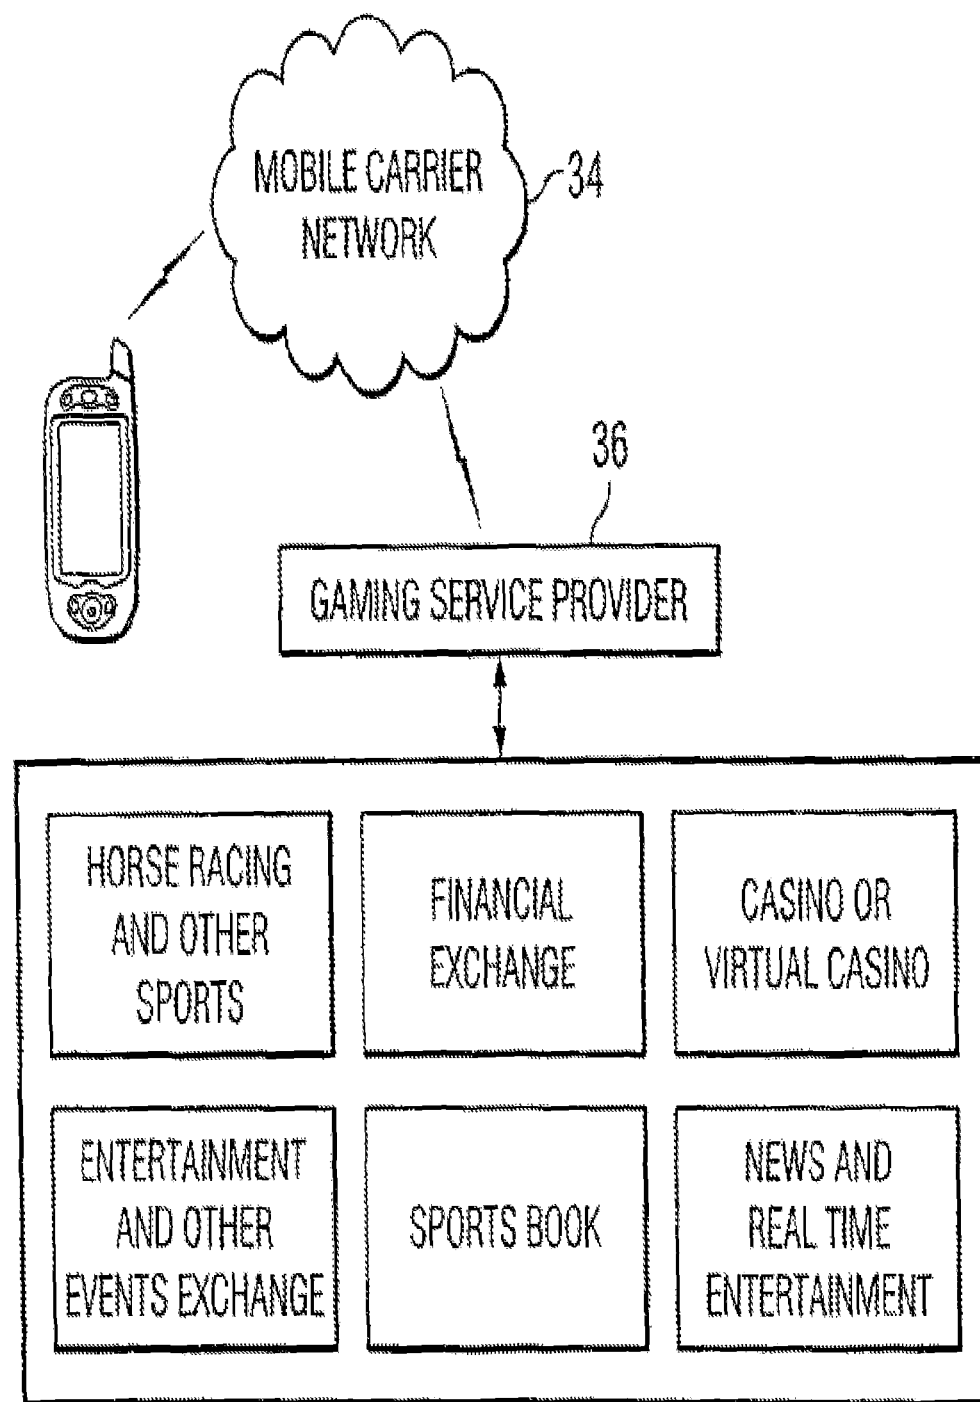 MOBILE CARRIER
NETWORK
34
36
GAMING SERVICE PROVIDER
HORSE RACING
AND OTHER
SPORTS
FINANCIAL
EXCHANGE
CASINO OR
VIRTUAL CASINO
ENTERTAINMENT
AND OTHER
EVENTS EXCHANGE
SPORTS BOOK
NEWS AND
REAL TIME
ENTERTAINMENT